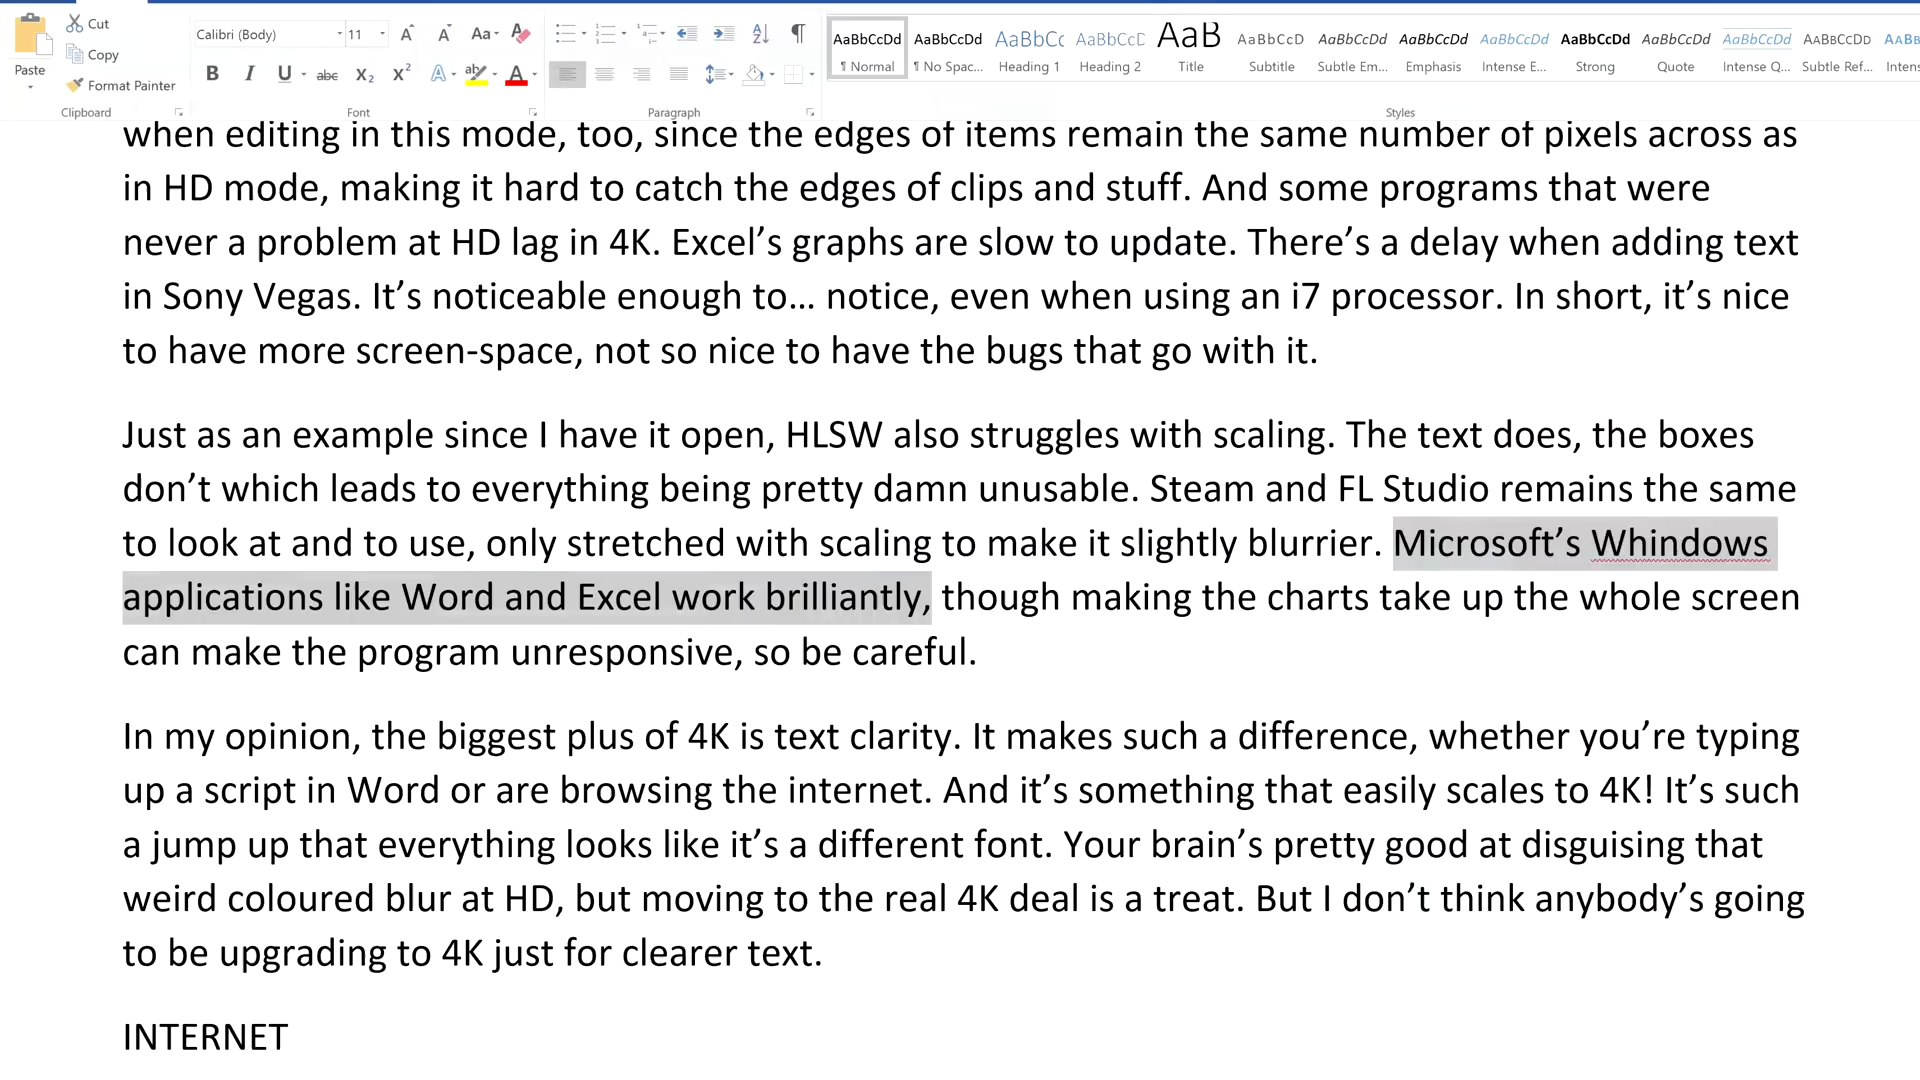 Cut
Copy
Format Painter
Paste
Clipboard
Calibri (Body)
11
Aa
B I U abc X2 X2 A ab A
Font
A Z ¶
Paragraph
AaBbCcDd AaBbCcDd AaBbCc AaBbCcD AaB AaBbCcD AaBbCcDd AaBbCcDd AaBbCcDd AaBbCcDd AaBbCcDd AaBbCcDd AaBbCcDd AaBb
¶ Normal ¶ No Spac... Heading 1 Heading 2 Title Subtitle Subtle Em... Emphasis Intense E... Strong Quote Intense Q... Subtle Ref... Intens
Styles
when editing in this mode, too, since the edges of items remain the same number of pixels across as
in HD mode, making it hard to catch the edges of clips and stuff. And some programs that were
never a problem at HD lag in 4K. Excel’s graphs are slow to update. There’s a delay when adding text
in Sony Vegas. It’s noticeable enough to… notice, even when using an i7 processor. In short, it’s nice
to have more screen-space, not so nice to have the bugs that go with it.
Just as an example since I have it open, HLSW also struggles with scaling. The text does, the boxes
don’t which leads to everything being pretty damn unusable. Steam and FL Studio remains the same
to look at and to use, only stretched with scaling to make it slightly blurrier. Microsoft’s Whindows
applications like Word and Excel work brilliantly, though making the charts take up the whole screen
can make the program unresponsive, so be careful.
In my opinion, the biggest plus of 4K is text clarity. It makes such a difference, whether you’re typing
up a script in Word or are browsing the internet. And it’s something that easily scales to 4K! It’s such
a jump up that everything looks like it’s a different font. Your brain’s pretty good at disguising that
weird coloured blur at HD, but moving to the real 4K deal is a treat. But I don’t think anybody’s going
to be upgrading to 4K just for clearer text.
INTERNET